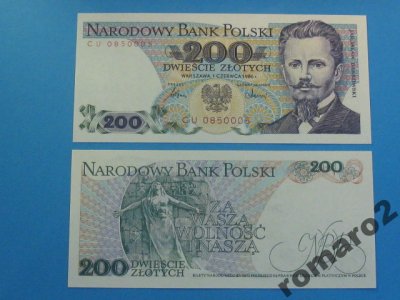 NARODOWY BANK POLSKI
CU 0850005
200
DWIEŚCIE ZŁOTYCH
WARSZAWA 1 CZERWCA 1986 r.
200
CU 0850005
NARODOWY BANK POLSKI
200
ZA
WASZĄ
WOLNOŚĆ
I NASZĄ
200
DWIEŚCIE
ZŁOTYCH
romaro2